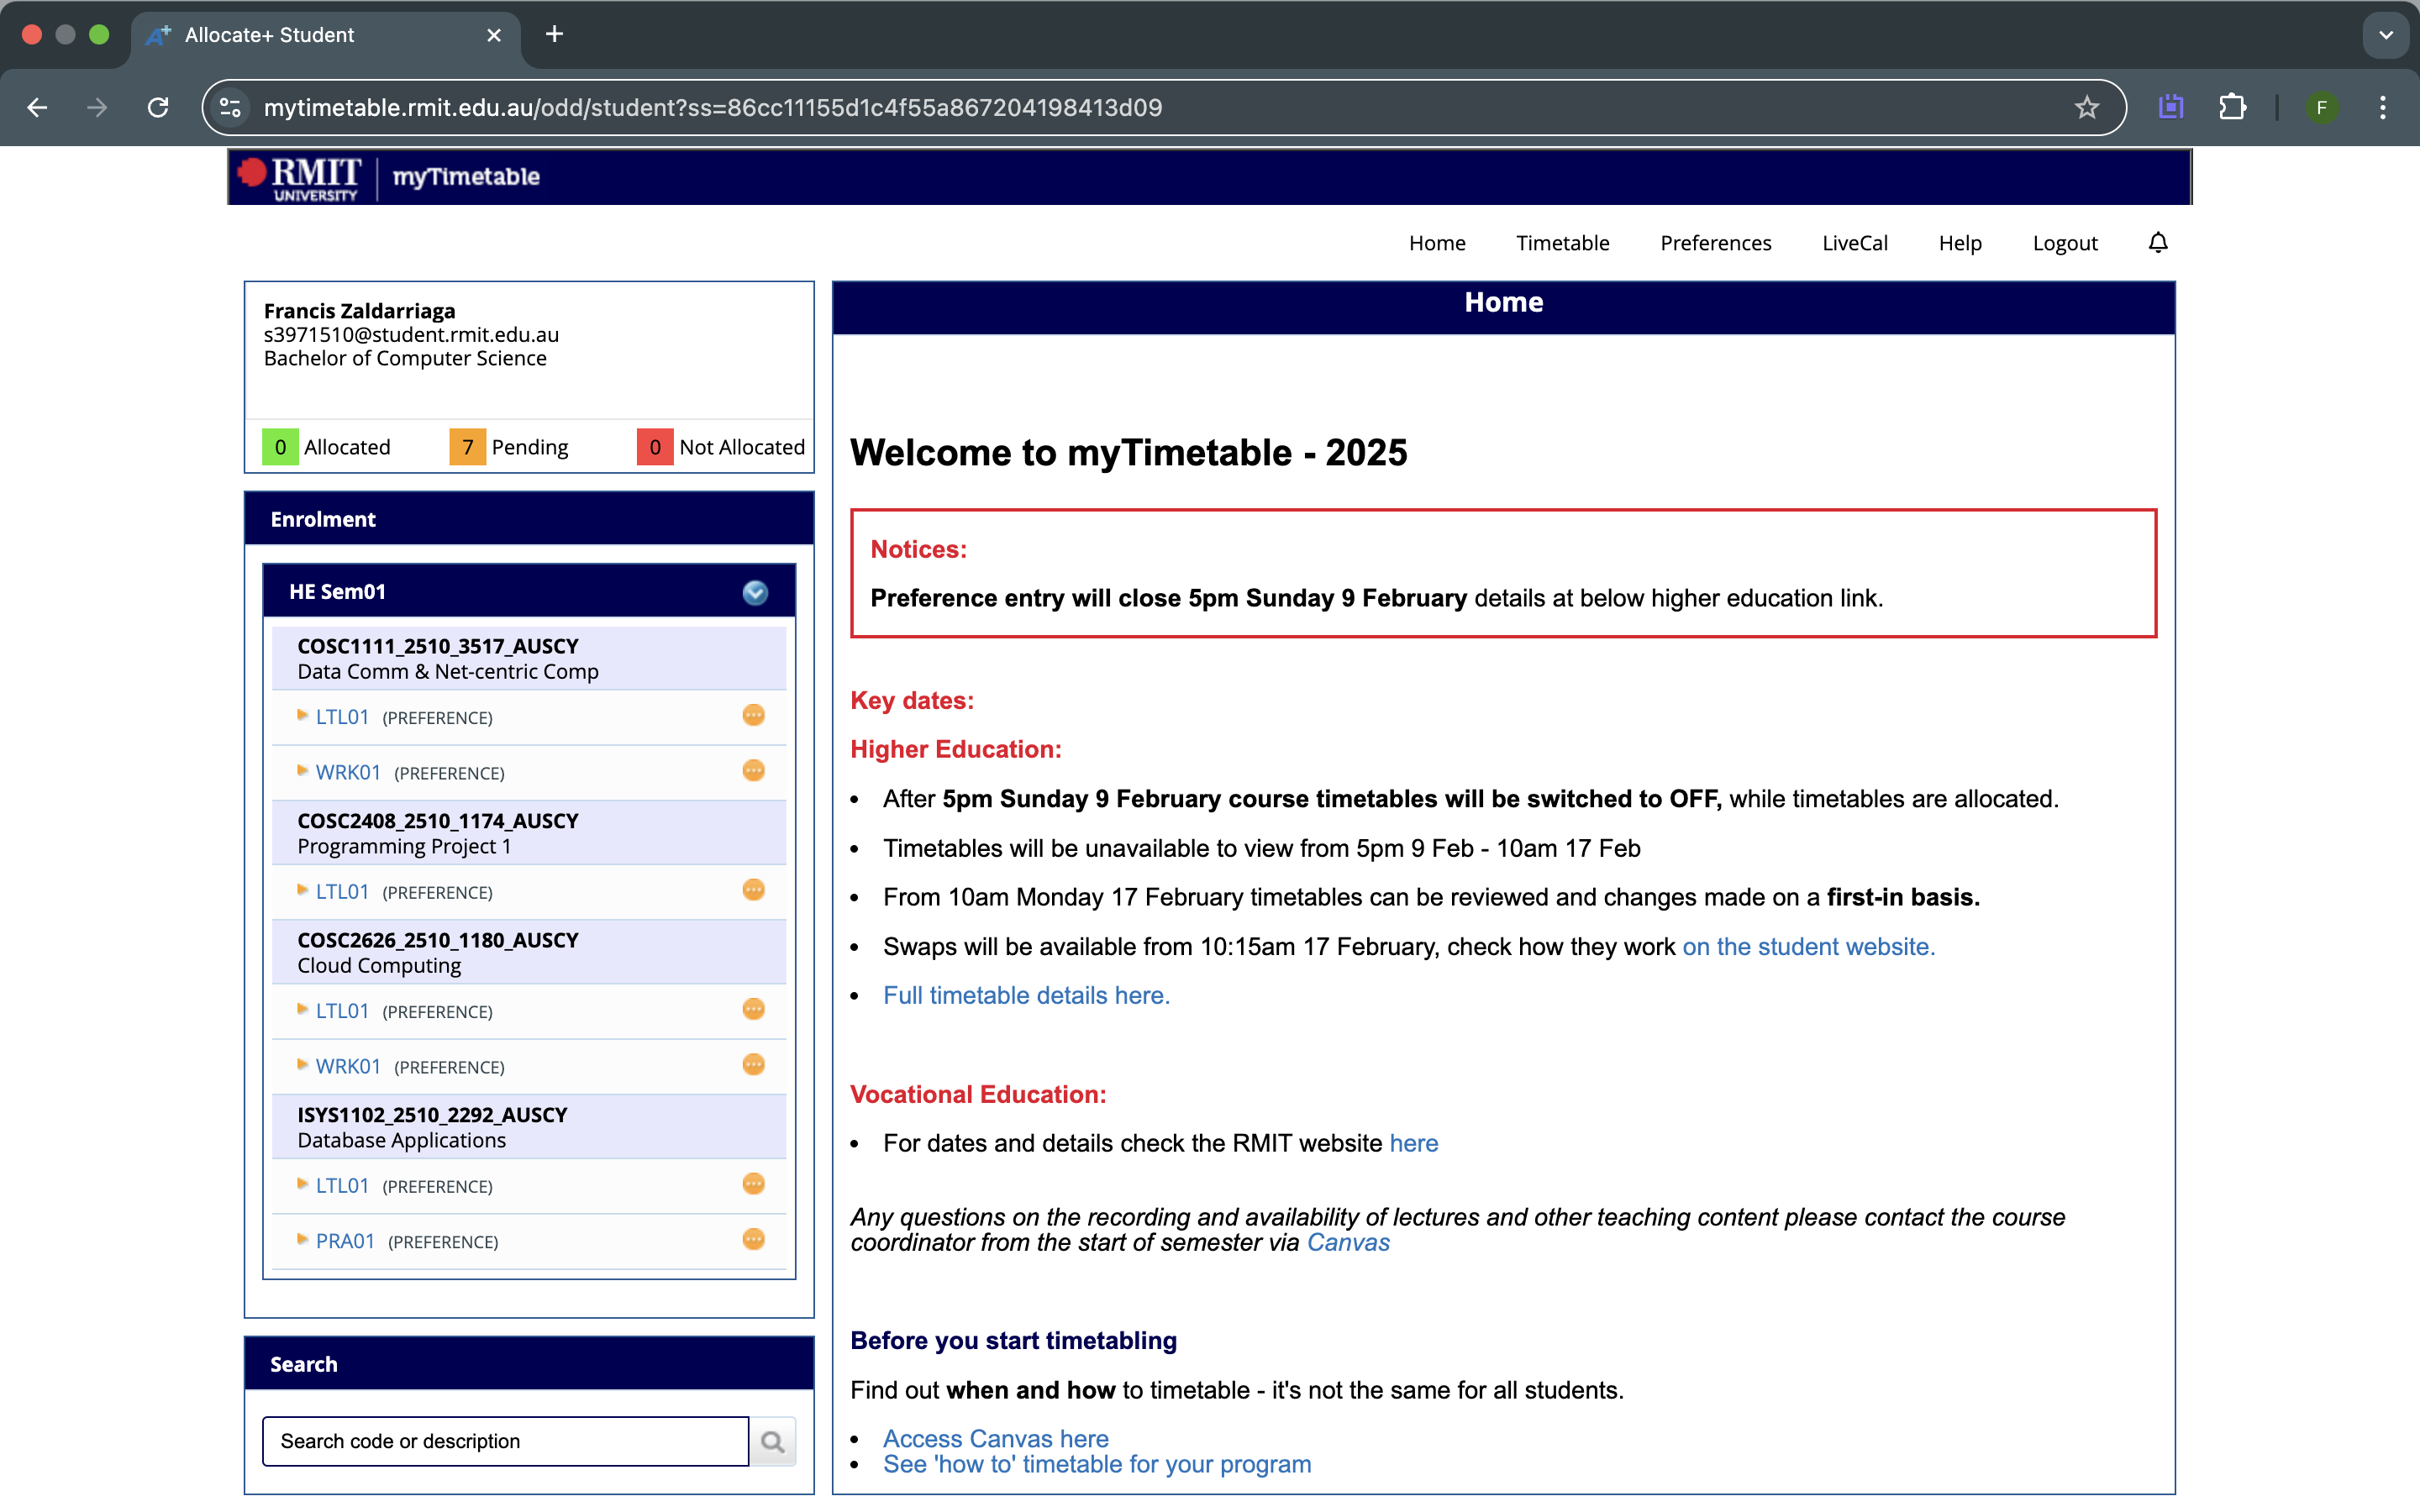 Allocate+ Student
mytimetable.rmit.edu.au/odd/student?ss=86cc11155d1c4f55a867204198413d09
F
RMIT UNIVERSITY
myTimetable
Home
Timetable
Preferences
LiveCal
Help
Logout
Francis Zaldarriaga
s3971510@student.rmit.edu.au
Bachelor of Computer Science
0 Allocated
7 Pending
0 Not Allocated
Enrolment
HE Sem01
COSC1111_2510_3517_AUSCY
Data Comm & Net-centric Comp
LTL01 (PREFERENCE)
WRK01 (PREFERENCE)
COSC2408_2510_1174_AUSCY
Programming Project 1
LTL01 (PREFERENCE)
COSC2626_2510_1180_AUSCY
Cloud Computing
LTL01 (PREFERENCE)
WRK01 (PREFERENCE)
ISYS1102_2510_2292_AUSCY
Database Applications
LTL01 (PREFERENCE)
PRA01 (PREFERENCE)
Search
Search code or description
Home
Welcome to myTimetable - 2025
Notices:
Preference entry will close 5pm Sunday 9 February details at below higher education link.
Key dates:
Higher Education:
• After 5pm Sunday 9 February course timetables will be switched to OFF, while timetables are allocated.
• Timetables will be unavailable to view from 5pm 9 Feb - 10am 17 Feb
• From 10am Monday 17 February timetables can be reviewed and changes made on a first-in basis.
• Swaps will be available from 10:15am 17 February, check how they work on the student website.
• Full timetable details here.
Vocational Education:
• For dates and details check the RMIT website here
Any questions on the recording and availability of lectures and other teaching content please contact the course
coordinator from the start of semester via Canvas
Before you start timetabling
Find out when and how to timetable - it's not the same for all students.
• Access Canvas here
• See 'how to' timetable for your program